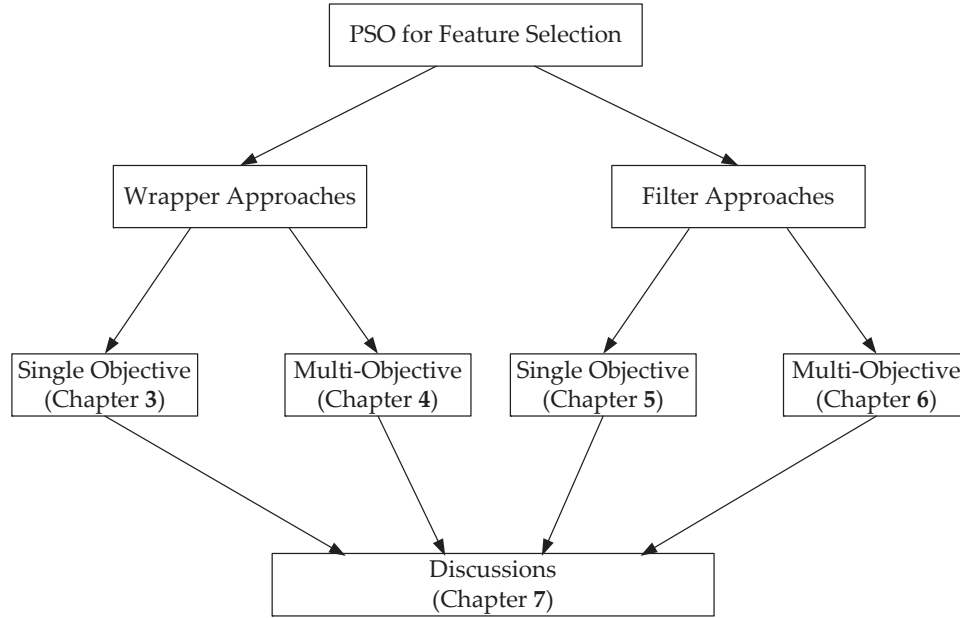 PSO for Feature Selection
Wrapper Approaches
Filter Approaches
Single Objective
(Chapter 3)
Multi-Objective
(Chapter 4)
Single Objective
(Chapter 5)
Multi-Objective
(Chapter 6)
Discussions
(Chapter 7)